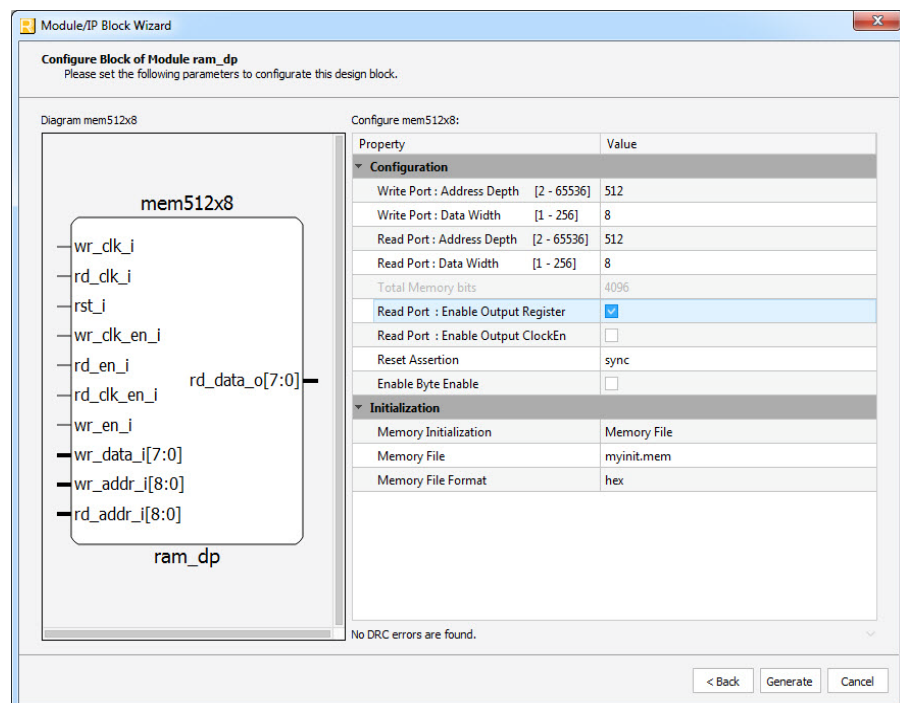 Module/IP Block Wizard
Configure Block of Module ram_dp
Please set the following parameters to configurate this design block.
Diagram mem512x8
mem512x8
wr_clk_i
rd_clk_i
rst_i
wr_clk_en_i
rd_en_i
rd_data_o[7:0]
rd_clk_en_i
wr_en_i
wr_data_i[7:0]
wr_addr_i[8:0]
rd_addr_i[8:0]
ram_dp
Configure mem512x8:
Property Value
Configuration
Write Port : Address Depth [2 - 65536] 512
Write Port : Data Width [1 - 256] 8
Read Port : Address Depth [2 - 65536] 512
Read Port : Data Width [1 - 256] 8
Total Memory bits 4096
Read Port : Enable Output Register
Read Port : Enable Output ClockEn
Reset Assertion sync
Enable Byte Enable
Initialization
Memory Initialization Memory File
Memory File myinit.mem
Memory File Format hex
No DRC errors are found.
< Back Generate Cancel